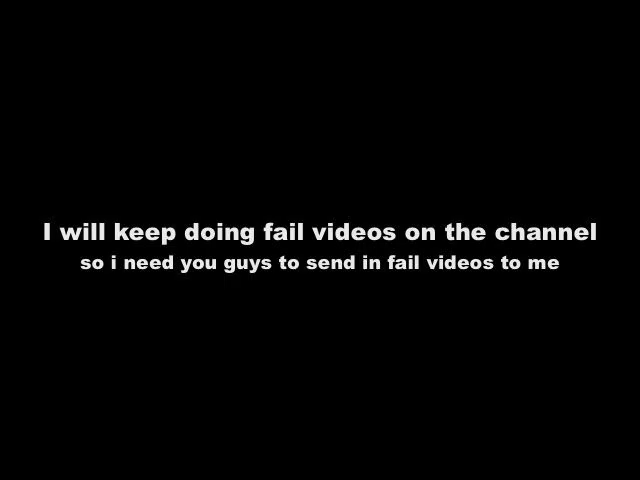 I will keep doing fail videos on the channel
so i need you guys to send in fail videos to me